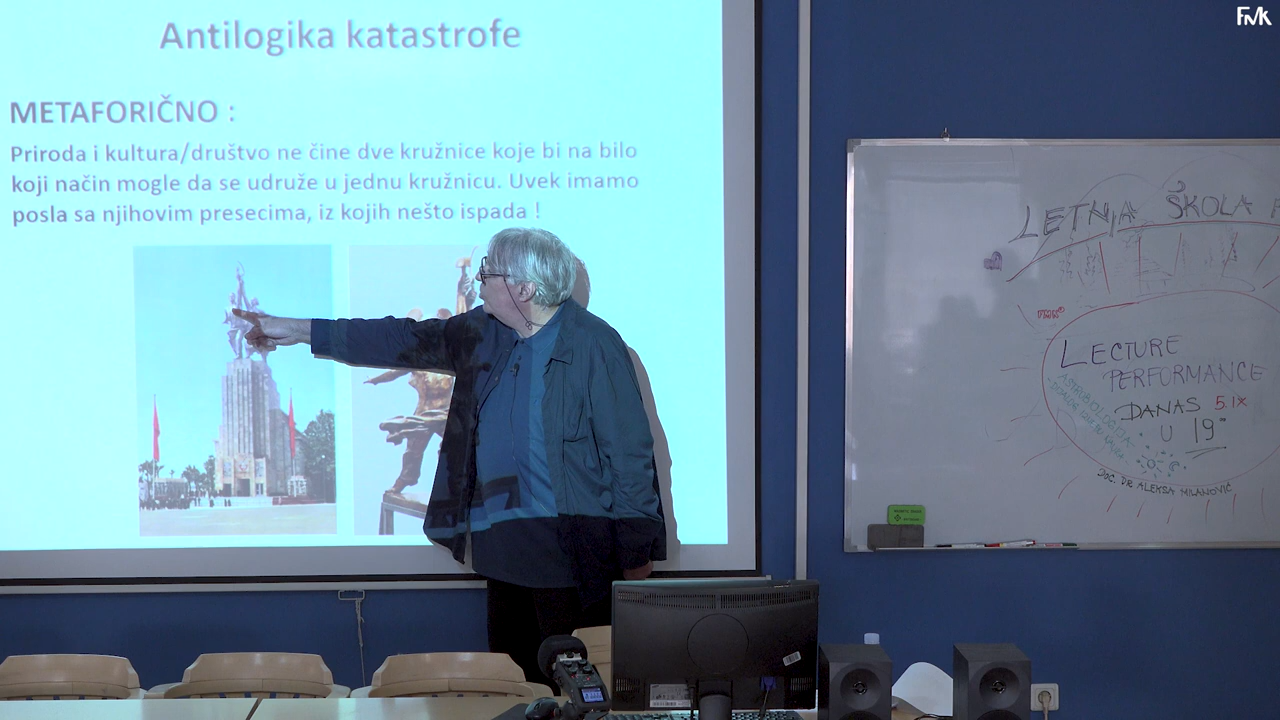 FMK
Antilogika katastrofe
METAFORIČNO :
Priroda i kultura/društvo ne čine dve kružnice koje bi na bilo
koji način mogle da se udruže u jednu kružnicu. Uvek imamo
posla sa njihovim presecima, iz kojih nešto ispada !
LETNJA ŠKOLA
LECTURE
PERFORMANCE
DANAS 5.IX
U 19
DOC. DR ALEKSA MILANOVIĆ